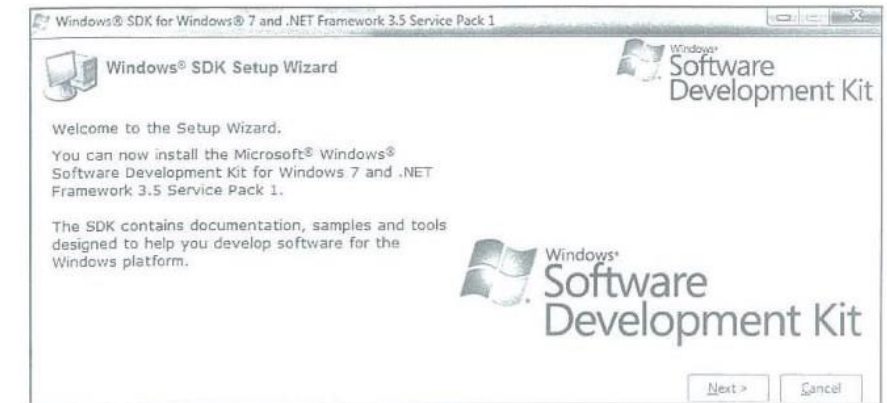 Windows® SDK for Windows® 7 and .NET Framework 3.5 Service Pack 1
Windows® SDK Setup Wizard
Windows®
Software
Development Kit
Welcome to the Setup Wizard.
You can now install the Microsoft® Windows®
Software Development Kit for Windows 7 and .NET
Framework 3.5 Service Pack 1.
The SDK contains documentation, samples and tools
designed to help you develop software for the
Windows platform.
Windows®
Software
Development Kit
Next >
Cancel